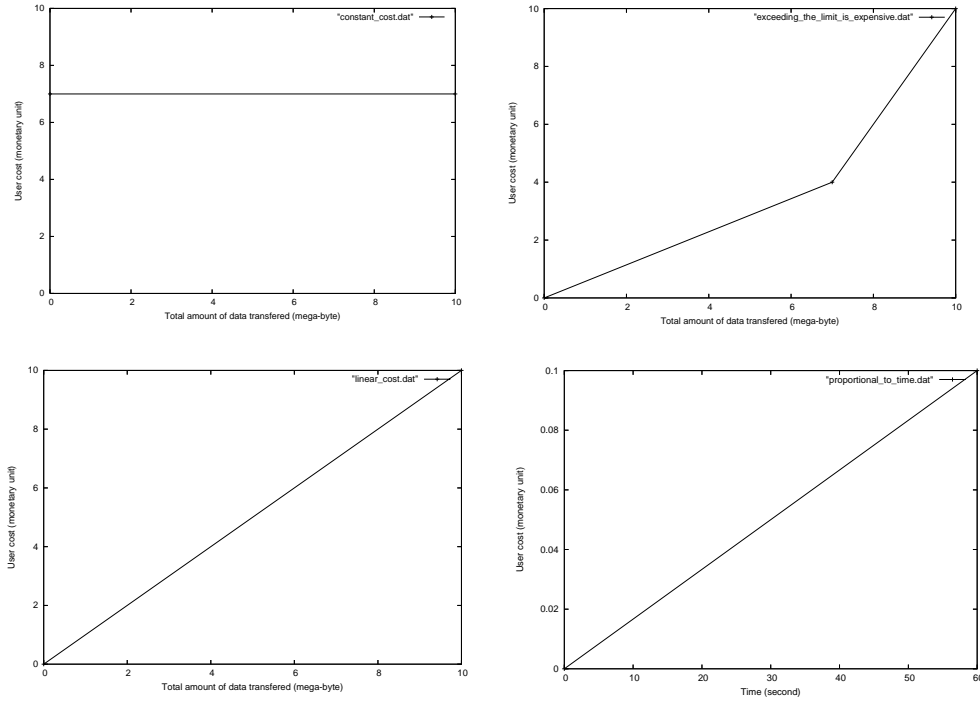 "constant_cost.dat"
10
8
6
4
2
0
User cost (monetary unit)
0 2 4 6 8 10
Total amount of data transfered (mega-byte)
"exceeding_the_limit_is_expensive.dat"
10
8
6
4
2
0
User cost (monetary unit)
0 2 4 6 8 10
Total amount of data transfered (mega-byte)
"linear_cost.dat"
10
8
6
4
2
0
User cost (monetary unit)
0 2 4 6 8 10
Total amount of data transfered (mega-byte)
"proportional_to_time.dat"
0.1
0.08
0.06
0.04
0.02
0
User cost (monetary unit)
0 10 20 30 40 50 60
Time (second)